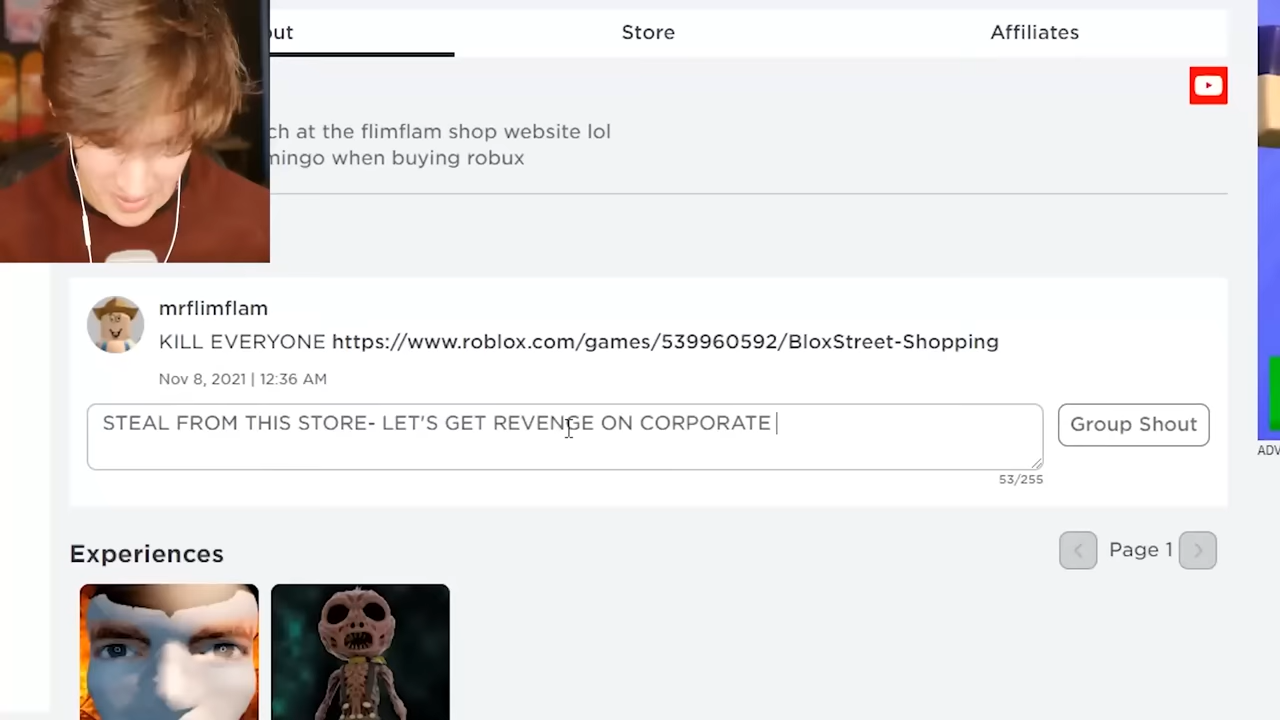 out
Store
Affiliates
ch at the flimflam shop website lol
mingo when buying robux
mrflimflam
KILL EVERYONE https://www.roblox.com/games/539960592/BloxStreet-Shopping
Nov 8, 2021 | 12:36 AM
STEAL FROM THIS STORE- LET'S GET REVENGE ON CORPORATE
Group Shout
53/255
ADV
Experiences
Page 1